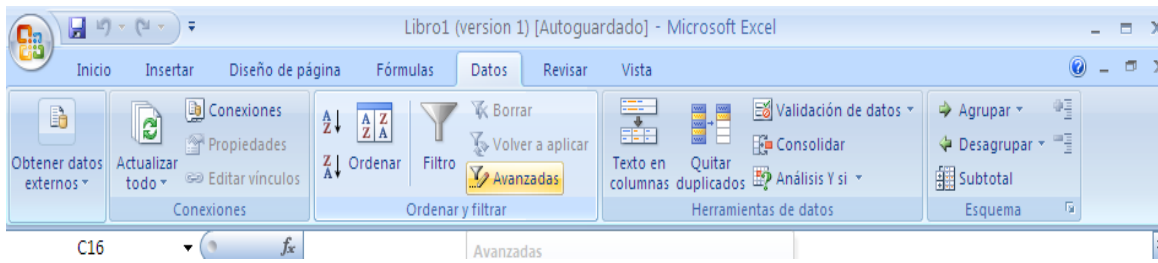 Libro1 (version 1) [Autoguardado] - Microsoft Excel
Inicio Insertar Diseño de página Fórmulas Datos Revisar Vista
Obtener datos externos
Actualizar todo
Conexiones
Propiedades
Editar vínculos
Conexiones
Ordenar
Filtro
Borrar
Volver a aplicar
Avanzadas
Ordenar y filtrar
Texto en columnas
Quitar duplicados
Validación de datos
Consolidar
Análisis Y si
Herramientas de datos
Agrupar
Desagrupar
Subtotal
Esquema
C16 fx
Avanzadas